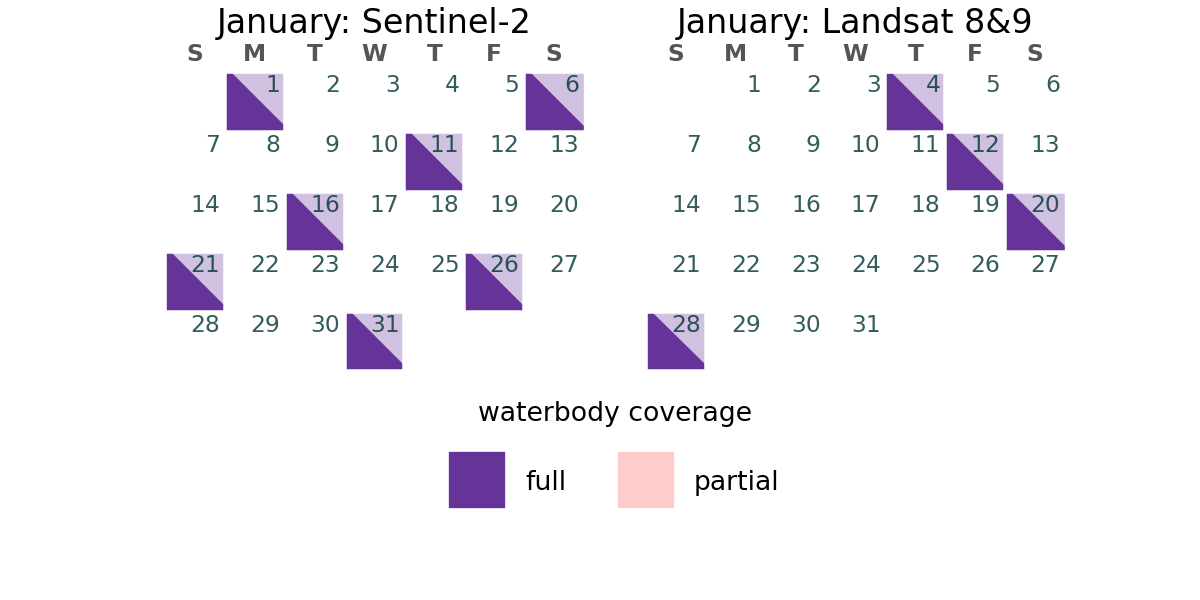 January: Sentinel-2
S M T W T F S
1 2 3 4 5 6
7 8 9 10 11 12 13
14 15 16 17 18 19 20
21 22 23 24 25 26 27
28 29 30 31
January: Landsat 8&9
S M T W T F S
1 2 3 4 5 6
7 8 9 10 11 12 13
14 15 16 17 18 19 20
21 22 23 24 25 26 27
28 29 30 31
waterbody coverage
full partial